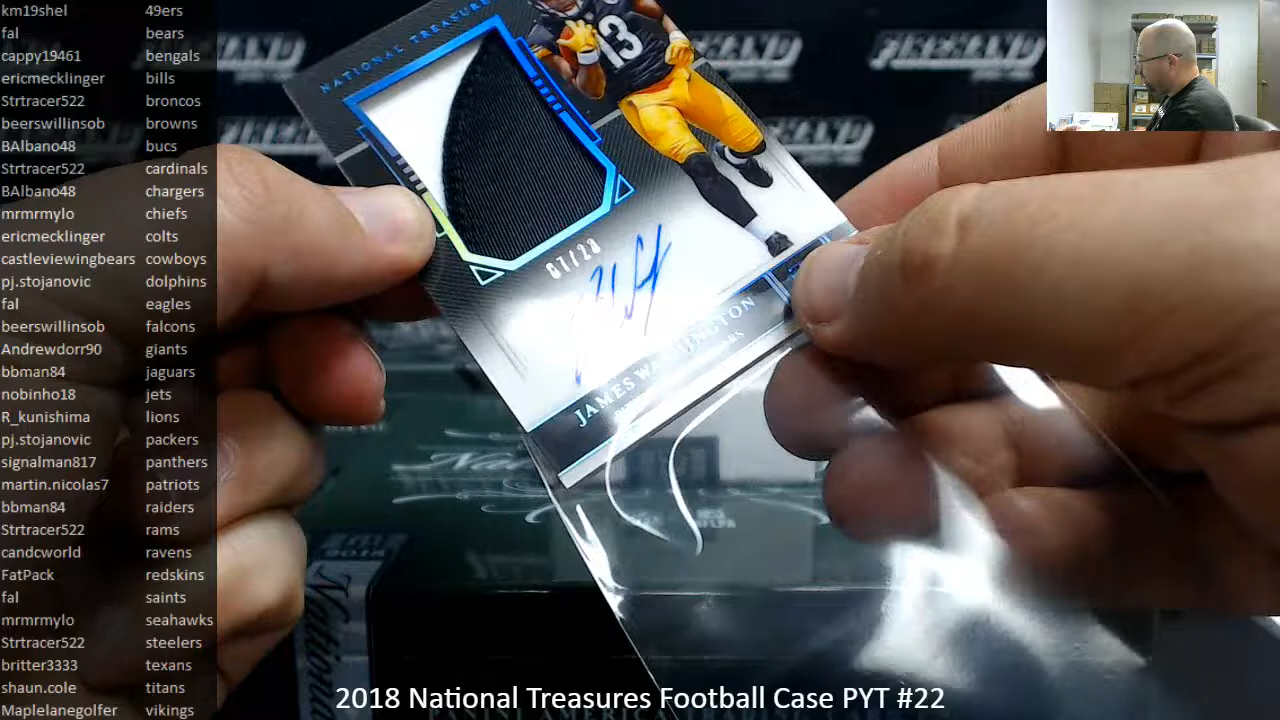 km19shel 49ers
fal bears
cappy19461 bengals
ericmecklinger bills
Strtracer522 broncos
beerswillinsob browns
BAlbano48 bucs
Strtracer522 cardinals
BAlbano48 chargers
mrmrmylo chiefs
ericmecklinger colts
castleviewingbears cowboys
pj.stojanovic dolphins
fal eagles
beerswillinsob falcons
Andrewdorr90 giants
bbman84 jaguars
nobinho18 jets
R_kunishima lions
pj.stojanovic packers
signalman817 panthers
martin.nicolas7 patriots
bbman84 raiders
Strtracer522 rams
candcworld ravens
FatPack redskins
fal saints
mrmrmylo seahawks
Strtracer522 steelers
britter3333 texans
shaun.cole titans
Maplelanegolfer vikings
NATIONAL TREASURES
13
07/28
JAMES WASHINGTON
2018 National Treasures Football Case PYT #22